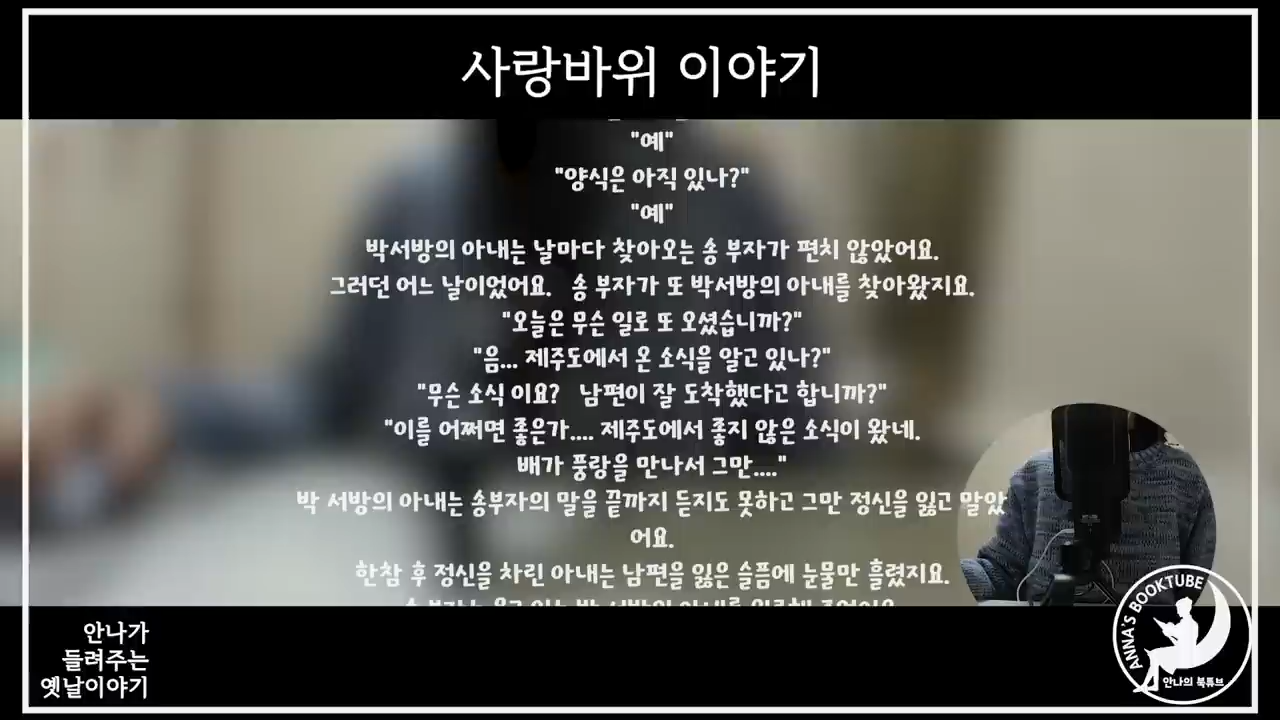 사랑바위 이야기
"예"
"양식은 아직 있나?"
"예"
박서방의 아내는 날마다 찾아오는 송 부자가 편치 않았어요.
그러던 어느 날이었어요. 송 부자가 또 박서방의 아내를 찾아왔지요.
"오늘은 무슨 일로 또 오셨습니까?"
"음... 제주도에서 온 소식을 알고 있나?"
"무슨 소식 이요? 남편이 잘 도착했다고 합니까?"
"이를 어쩌면 좋은가.... 제주도에서 좋지 않은 소식이 왔네.
배가 풍랑을 만나서 그만...."
박 서방의 아내는 송부자의 말을 끝까지 듣지도 못하고 그만 정신을 잃고 말았
어요.
한참 후 정신을 차린 아내는 남편을 잃은 슬픔에 눈물만 흘렸지요.
안나가
들려주는
옛날이야기
ANNA'S BOOKTUBE
안나의 북튜브